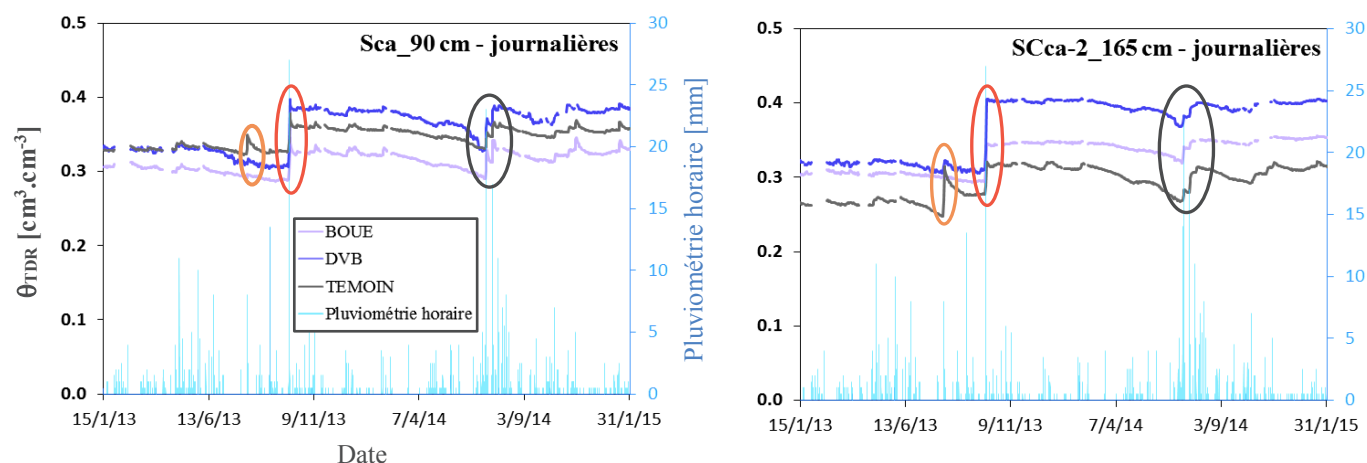 Sca_90 cm - journalières
0.5
0.4
0.3
0.2
0.1
0.0
θTDR [cm³.cm-³]
30
25
20
15
10
5
0
Pluviométrie horaire [mm]
BOUE
DVB
TEMOIN
Pluviométrie horaire
15/1/13 13/6/13 9/11/13 7/4/14 3/9/14 31/1/15
Date
SCca-2_165 cm - journalières
0.5
0.4
0.3
0.2
0.1
0.0
30
25
20
15
10
5
0
15/1/13 13/6/13 9/11/13 7/4/14 3/9/14 31/1/15